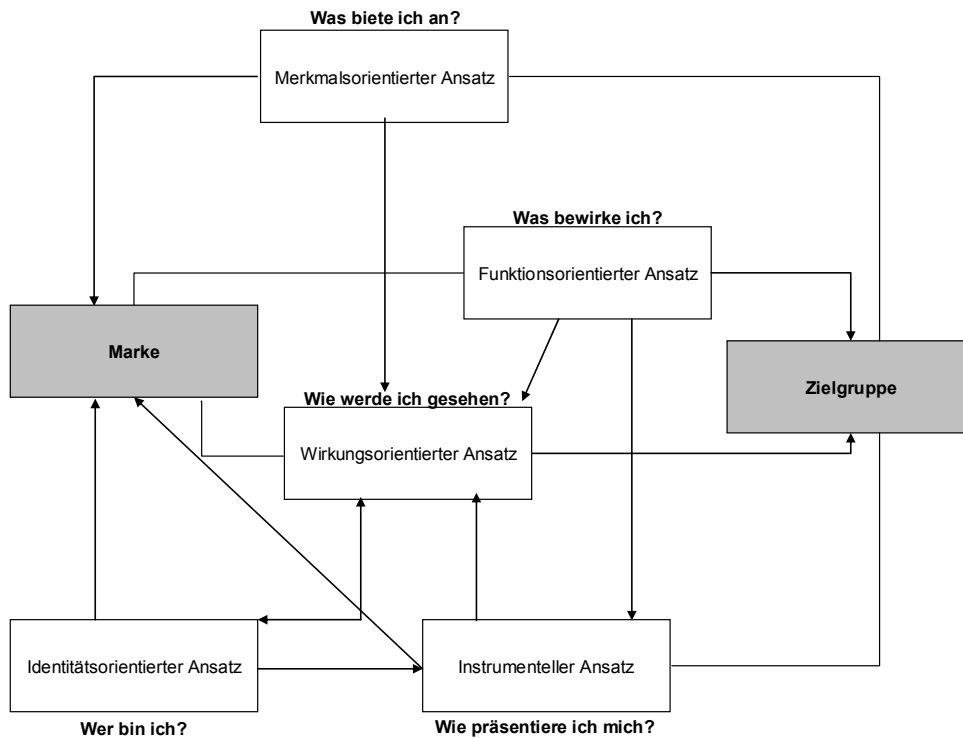 Was biete ich an?
Merkmalsorientierter Ansatz
Was bewirke ich?
Funktionsorientierter Ansatz
Marke
Zielgruppe
Wie werde ich gesehen?
Wirkungsorientierter Ansatz
Identitätsorientierter Ansatz
Instrumenteller Ansatz
Wer bin ich?
Wie präsentiere ich mich?